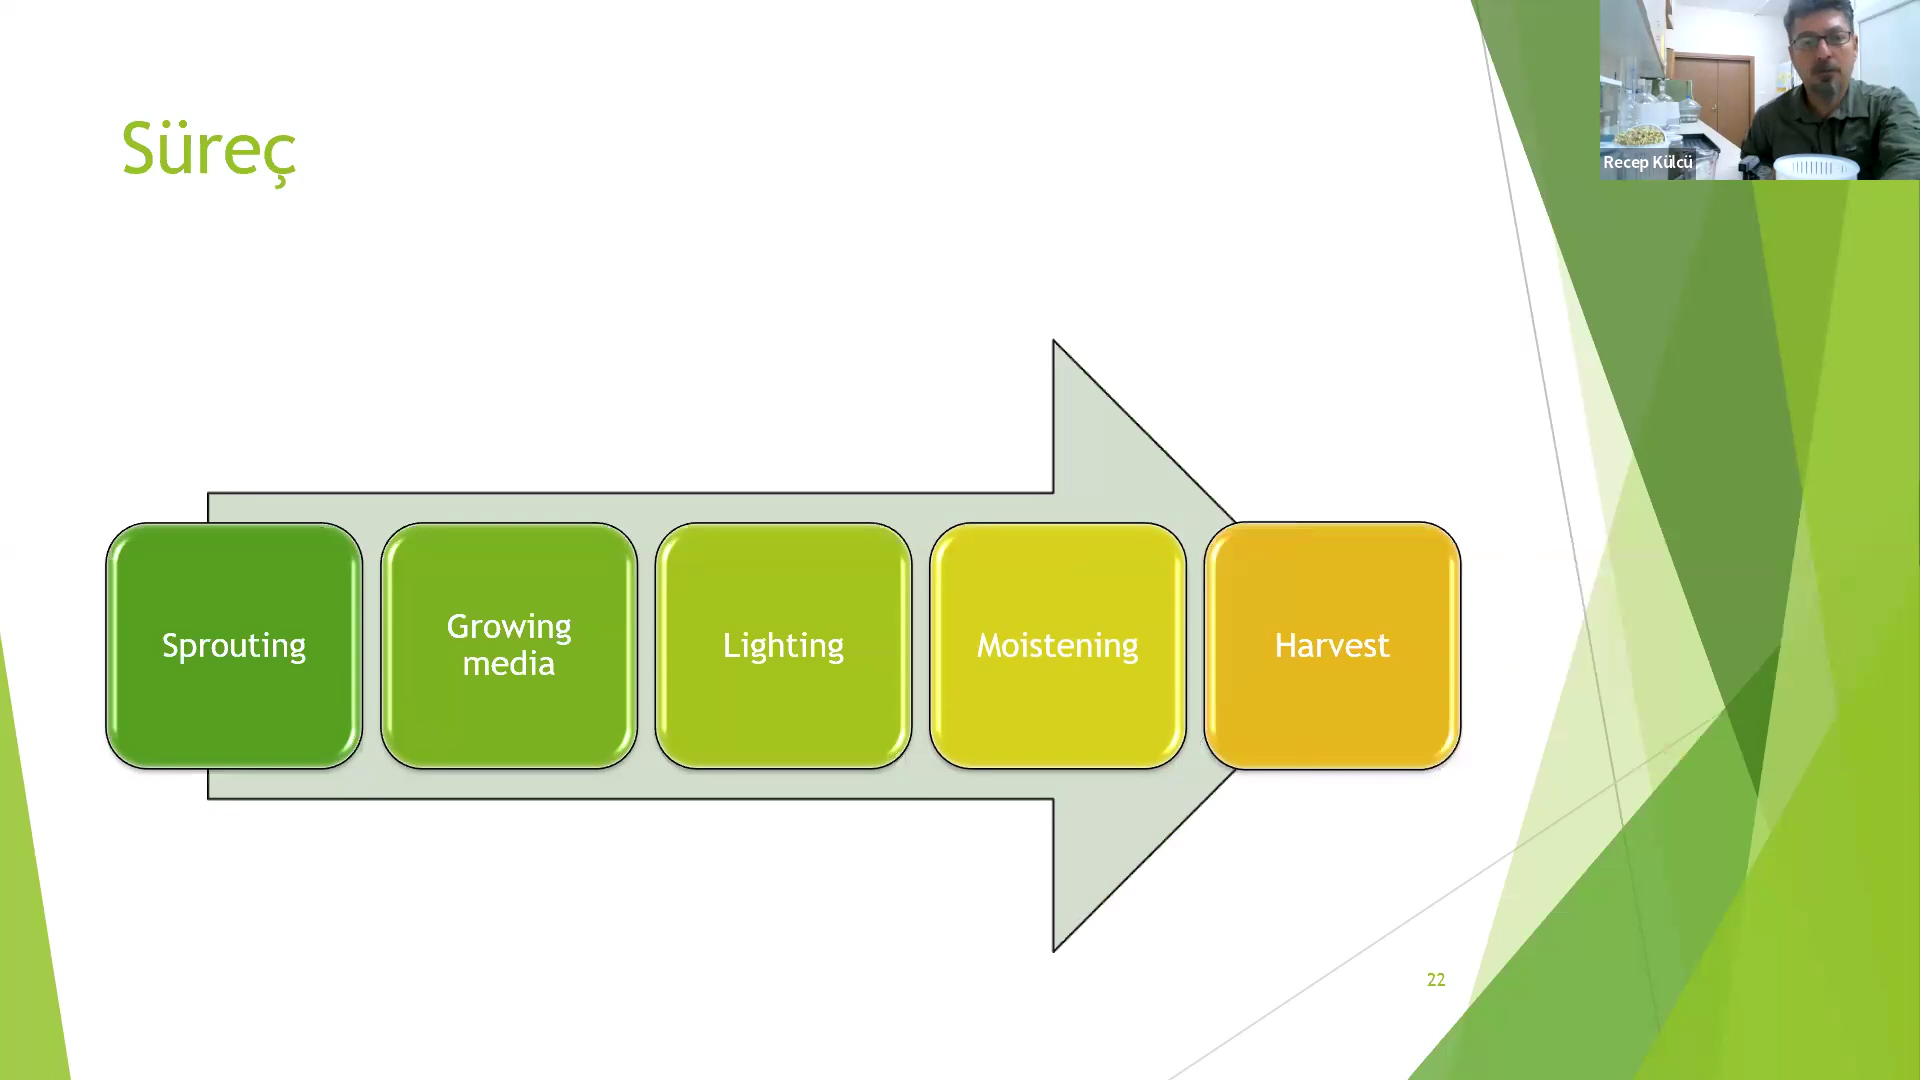 Süreç
Recep Külcü
Sprouting
Growing
media
Lighting
Moistening
Harvest
22